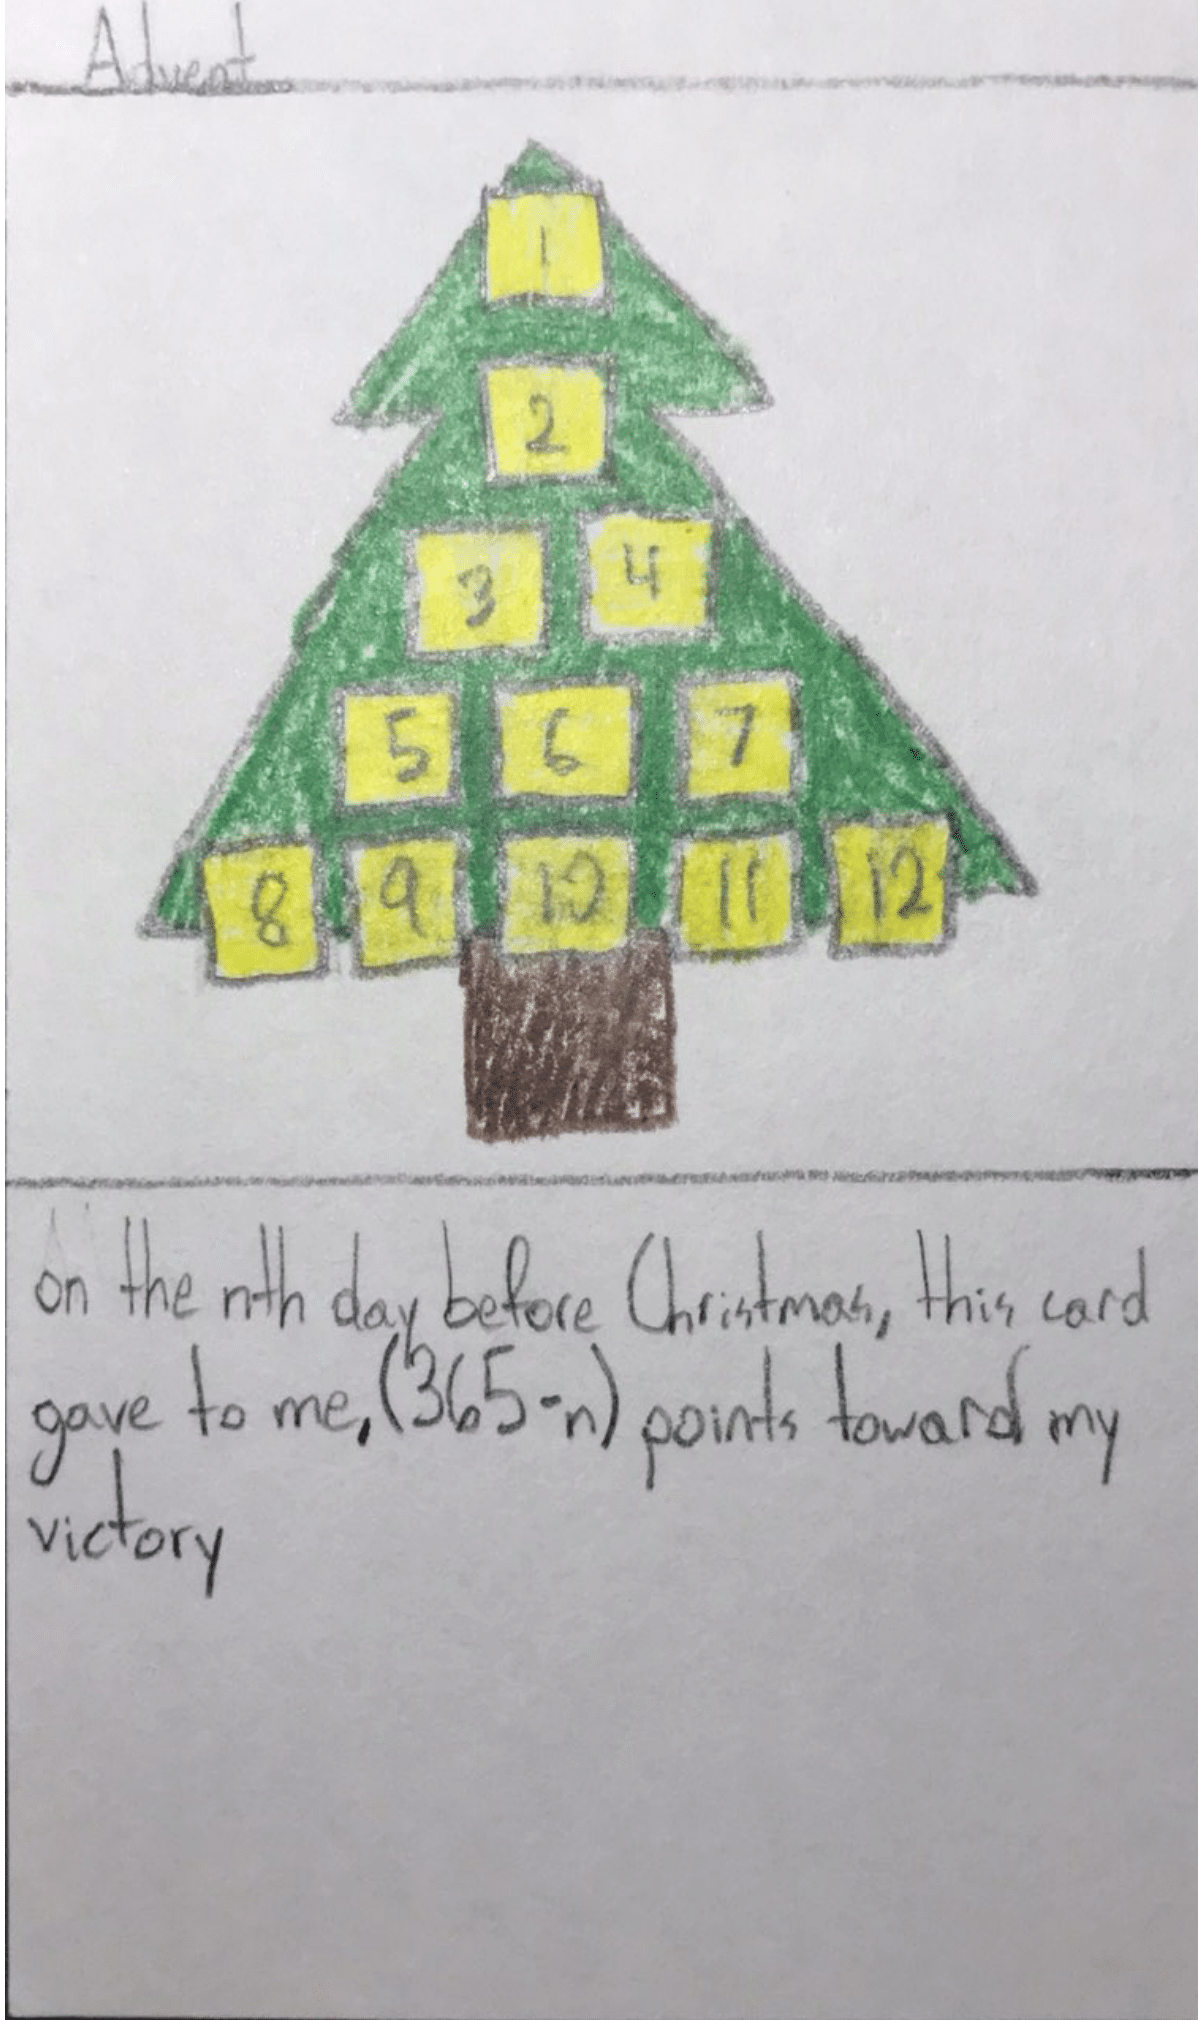 Advent
1
2
3 4
5 6 7
8 9 10 11 12
on the nth day before Christmas, this card
gave to me, (365-n) points toward my
victory